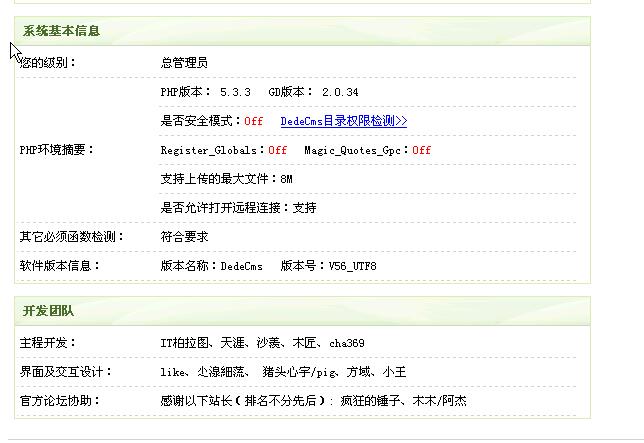 系统基本信息
您的级别： 总管理员
PHP版本： 5.3.3 GD版本： 2.0.34
是否安全模式：Off DedeCms目录权限检测>>
PHP环境摘要： Register_Globals：Off Magic_Quotes_Gpc：Off
支持上传的最大文件：8M
是否允许打开远程连接：支持
其它必须函数检测： 符合要求
软件版本信息： 版本名称：DedeCms 版本号：V56_UTF8
开发团队
主程开发： IT柏拉图、天涯、沙羡、木匠、cha369
界面及交互设计： like、尐溴細蓅、 猪头心宇/pig、方域、小王
官方论坛协助： 感谢以下站长(排名不分先后)：疯狂的锤子、木木/阿杰